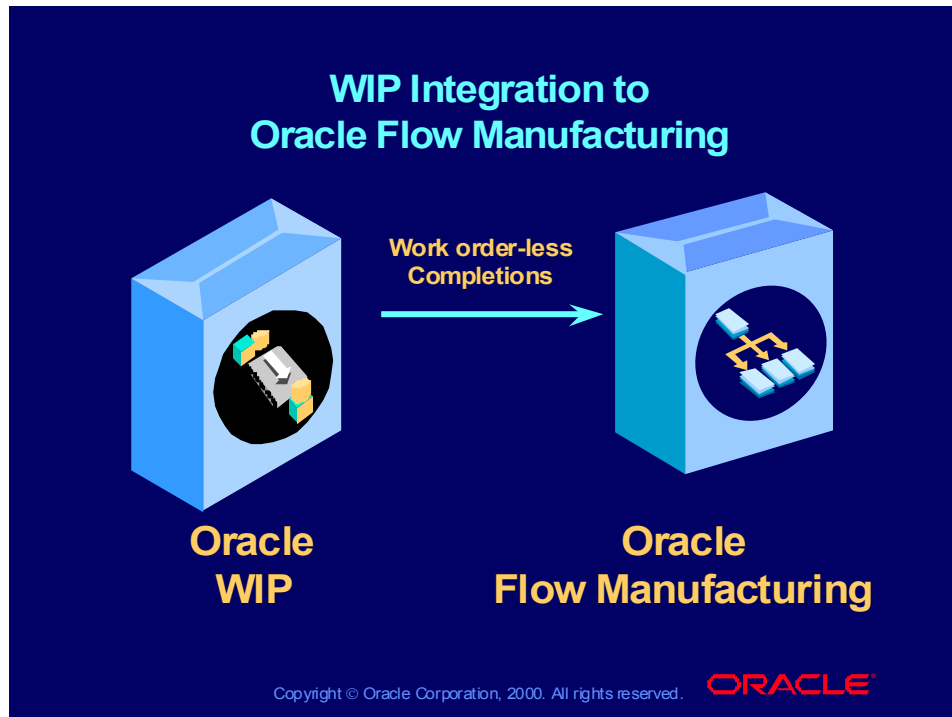 WIP Integration to
Oracle Flow Manufacturing
Work order-less
Completions
Oracle
WIP
Oracle
Flow Manufacturing
Copyright © Oracle Corporation, 2000. All rights reserved.
ORACLE®